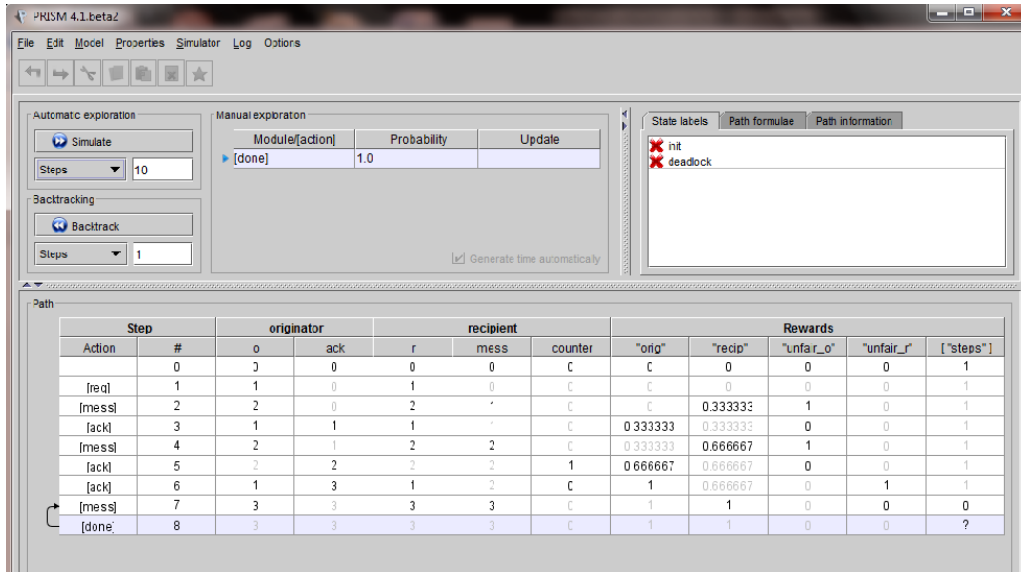 PRISM 4.1.beta2
File Edit Model Properties Simulator Log Options
Automatic exploration
Simulate
Steps 10
Backtracking
Backtrack
Steps 1
Manual exploration
Module/[action] Probability Update
[done] 1.0
Generate time automatically
State labels Path formulae Path information
init
deadlock
Path
Step originator recipient Rewards
Action # o ack r mess counter "orig" "recip" "unfair_o" "unfair_r" ["steps"]
0 0 0 0 0 0 0 0 0 0 1
[req] 1 1 0 1 0 0 0 0 0 0 1
[mess] 2 2 0 2 1 0 0 0.333333 1 0 1
[ack] 3 1 1 1 1 0 0.333333 0.333333 0 0 1
[mess] 4 2 1 2 2 0 0.333333 0.666667 1 0 1
[ack] 5 2 2 2 2 1 0.666667 0.666667 0 0 1
[ack] 6 1 3 1 2 0 1 0.666667 0 1 1
[mess] 7 3 3 3 3 0 1 1 0 0 0
[done] 8 3 3 3 3 0 1 1 0 0 ?